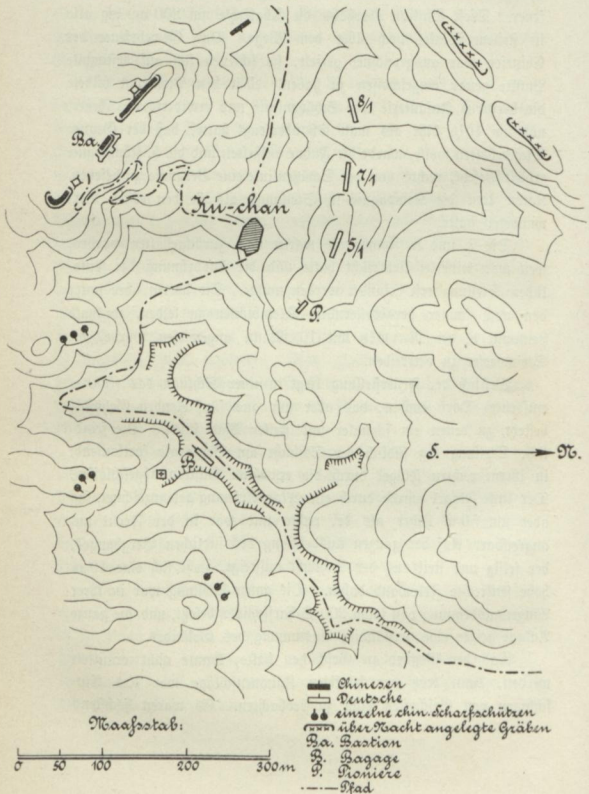 8/1
Ba.
7/1
Ku-chan
5/1
P.
S. N.
B.
Chinesen
Deutsche
einzelne chin. Scharfschützen
über Nacht angelegte Gräben
Ba. Bastion
B. Bagage
P. Pioniere
Pfad
Maaſsstab:
0 50 100 200 300 m